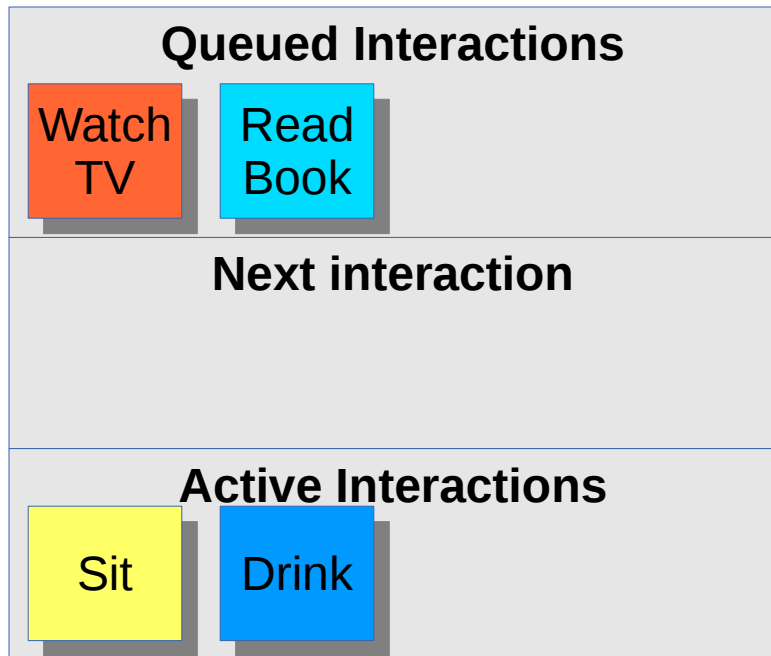 Queued Interactions
Watch
TV
Read
Book
Next interaction
Active Interactions
Sit
Drink